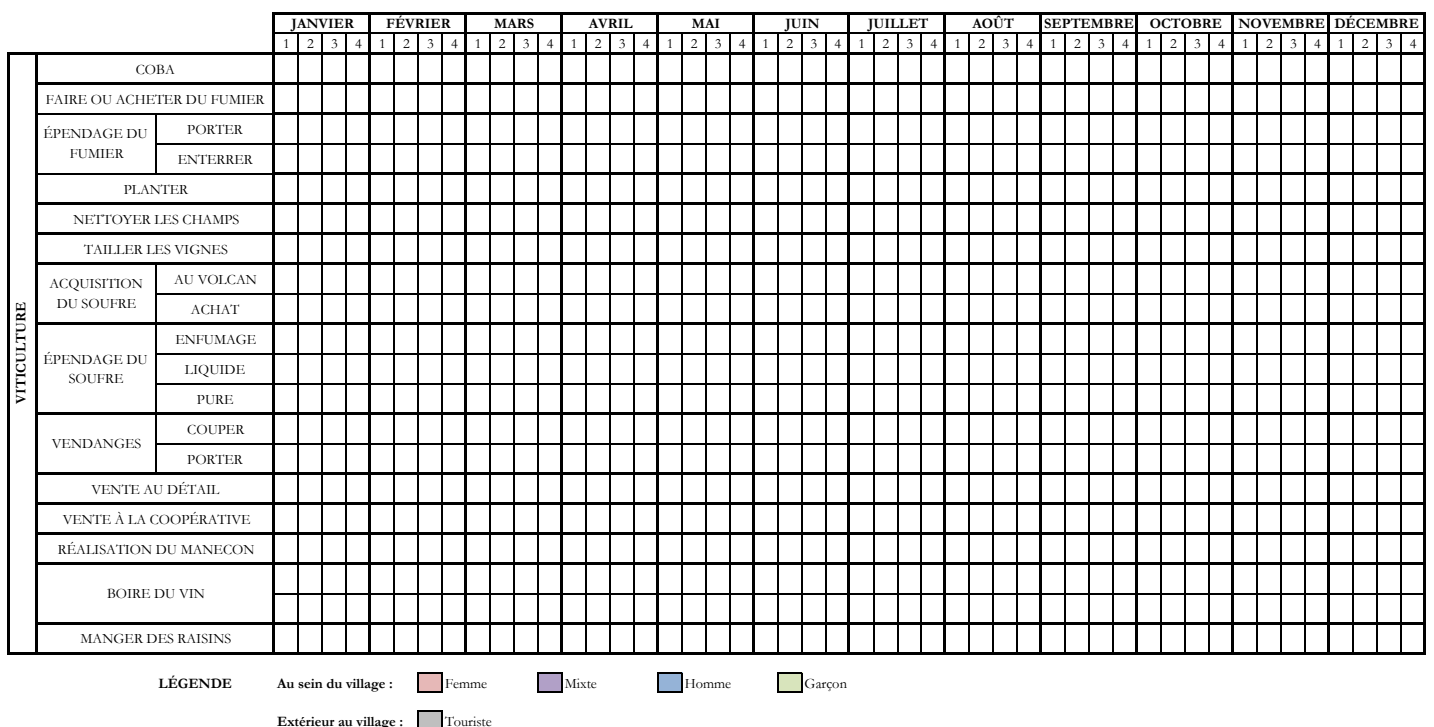 JANVIER FÉVRIER MARS AVRIL MAI JUIN JUILLET AOÛT SEPTEMBRE OCTOBRE NOVEMBRE DÉCEMBRE
1 2 3 4 1 2 3 4 1 2 3 4 1 2 3 4 1 2 3 4 1 2 3 4 1 2 3 4 1 2 3 4 1 2 3 4 1 2 3 4 1 2 3 4 1 2 3 4
VITICULTURE
COBA
FAIRE OU ACHETER DU FUMIER
ÉPENDAGE DU
FUMIER
PORTER
ENTERRER
PLANTER
NETTOYER LES CHAMPS
TAILLER LES VIGNES
ACQUISITION
DU SOUFRE
AU VOLCAN
ACHAT
ÉPENDAGE DU
SOUFRE
ENFUMAGE
LIQUIDE
PURE
VENDANGES
COUPER
PORTER
VENTE AU DÉTAIL
VENTE À LA COOPÉRATIVE
RÉALISATION DU MANECON
BOIRE DU VIN
MANGER DES RAISINS
LÉGENDE Au sein du village : Femme Mixte Homme Garçon
Extérieur au village : Touriste